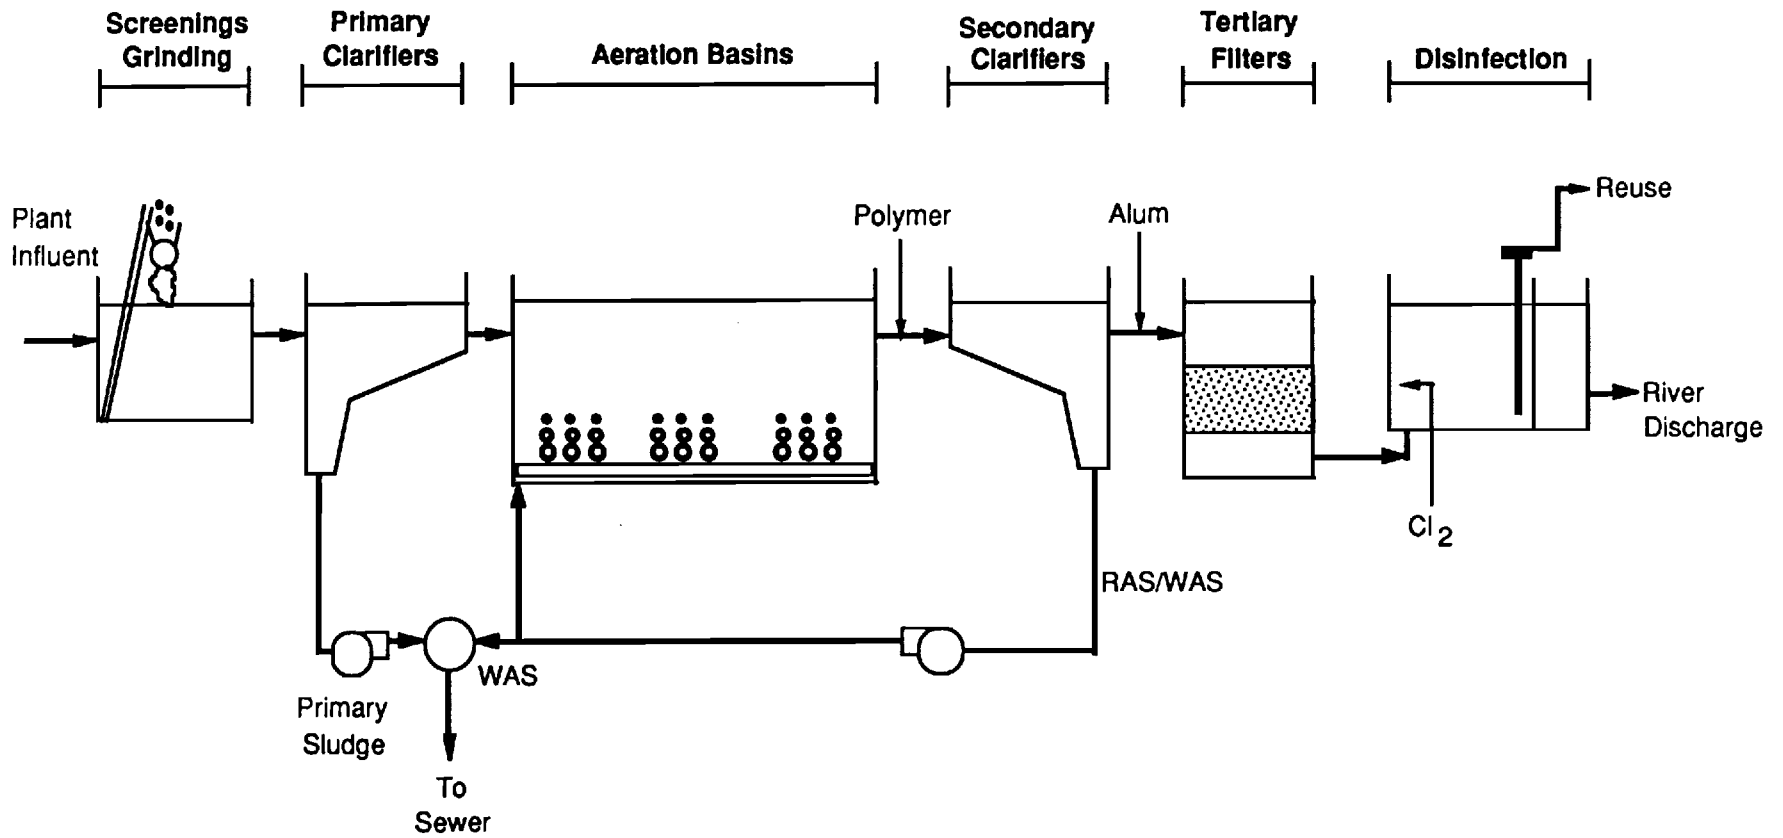 Screenings
Grinding
Primary
Clarifiers
Aeration Basins
Secondary
Clarifiers
Tertiary
Filters
Disinfection
Plant
Influent
Polymer
Alum
Reuse
River
Discharge
Cl2
RAS/WAS
WAS
Primary
Sludge
To
Sewer